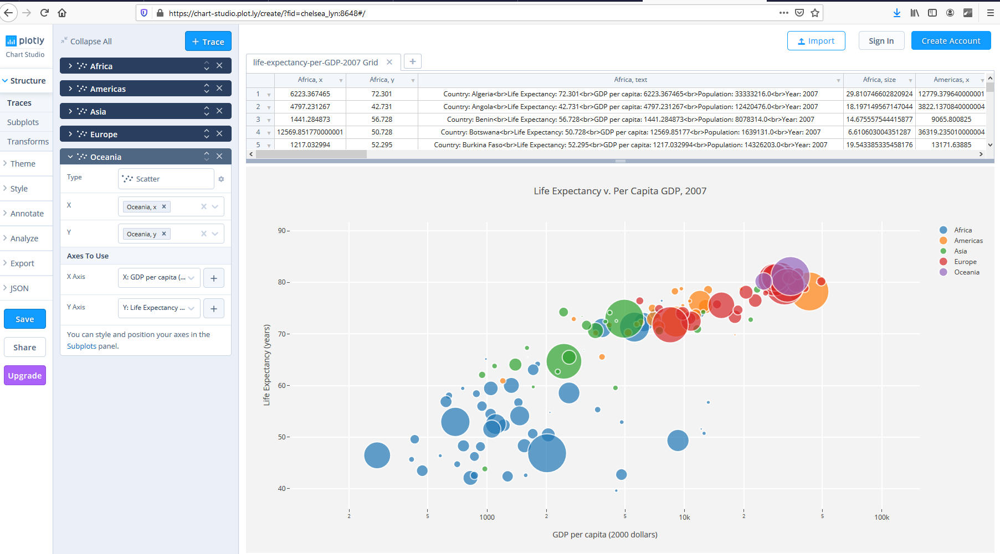 https://chart-studio.plot.ly/create/?fid=chelsea_lyn:8648#/
plotly
Chart Studio
Structure
Traces
Subplots
Transforms
Theme
Style
Annotate
Analyze
Export
JSON
Save
Share
Upgrade
Collapse All
+ Trace
Africa
Americas
Asia
Europe
Oceania
Type
Scatter
X
Oceania, x ×
Y
Oceania, y ×
Axes To Use
X Axis
X: GDP per capita (...
Y Axis
Y: Life Expectancy ...
You can style and position your axes in the
Subplots panel.
Import
Sign In
Create Account
life-expectancy-per-GDP-2007 Grid
Africa, x Africa, y Africa, text Africa, size Americas, x
1 6223.367465 72.301 Country: Algeria<br>Life Expectancy: 72.301<br>GDP per capita: 6223.367465<br>Population: 33333216.0<br>Year: 2007 29.810746602820924 12779.379640000001
2 4797.231267 42.731 Country: Angola<br>Life Expectancy: 42.731<br>GDP per capita: 4797.231267<br>Population: 12420476.0<br>Year: 2007 18.197149567147044 3822.1370840000004
3 1441.284873 56.728 Country: Benin<br>Life Expectancy: 56.728<br>GDP per capita: 1441.284873<br>Population: 8078314.0<br>Year: 2007 14.675557544415877 9065.800825
4 12569.851770000001 50.728 Country: Botswana<br>Life Expectancy: 50.728<br>GDP per capita: 12569.85177<br>Population: 1639131.0<br>Year: 2007 6.610603004351287 36319.235010000004
5 1217.032994 52.295 Country: Burkina Faso<br>Life Expectancy: 52.295<br>GDP per capita: 1217.032994<br>Population: 14326203.0<br>Year: 2007 19.543385335458176 13171.63885
Life Expectancy v. Per Capita GDP, 2007
90
80
70
60
50
40
Life Expectancy (years)
2 5 1000 2 5 10k 2 5 100k
GDP per capita (2000 dollars)
Africa
Americas
Asia
Europe
Oceania